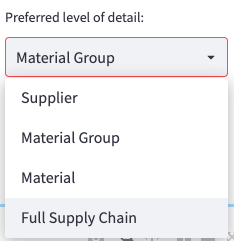 Preferred level of detail:
Material Group
Supplier
Material Group
Material
Full Supply Chain